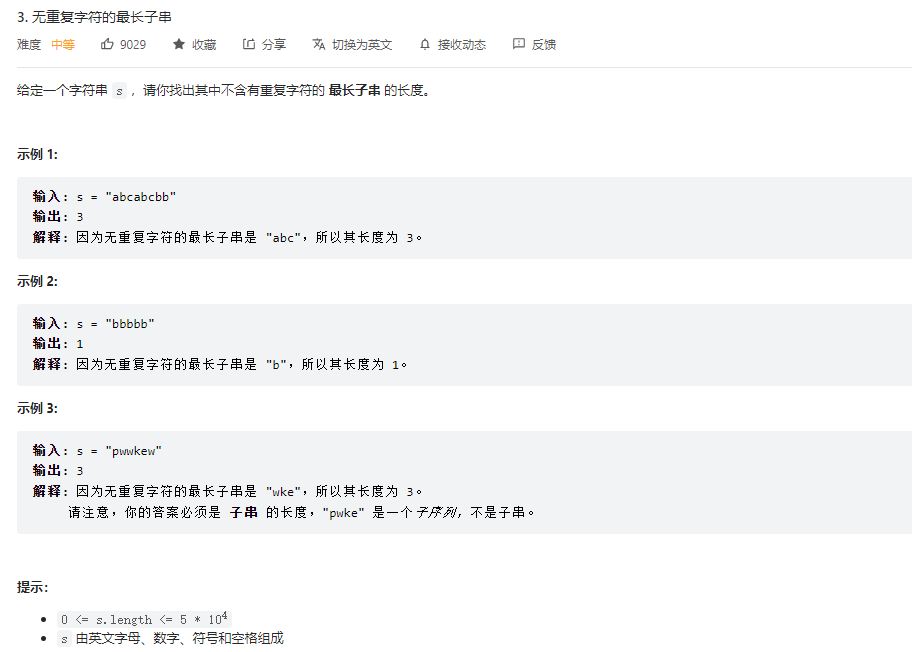 3. 无重复字符的最长子串
难度 中等 9029 收藏 分享 切换为英文 接收动态 反馈
给定一个字符串 s ，请你找出其中不含有重复字符的 最长子串 的长度。
示例 1:
输入: s = "abcabcbb"
输出: 3
解释: 因为无重复字符的最长子串是 "abc"，所以其长度为 3。
示例 2:
输入: s = "bbbbb"
输出: 1
解释: 因为无重复字符的最长子串是 "b"，所以其长度为 1。
示例 3:
输入: s = "pwwkew"
输出: 3
解释: 因为无重复字符的最长子串是 "wke"，所以其长度为 3。
请注意，你的答案必须是 子串 的长度，"pwke" 是一个子序列，不是子串。
提示：
• 0 <= s.length <= 5 * 10⁴
• s 由英文字母、数字、符号和空格组成